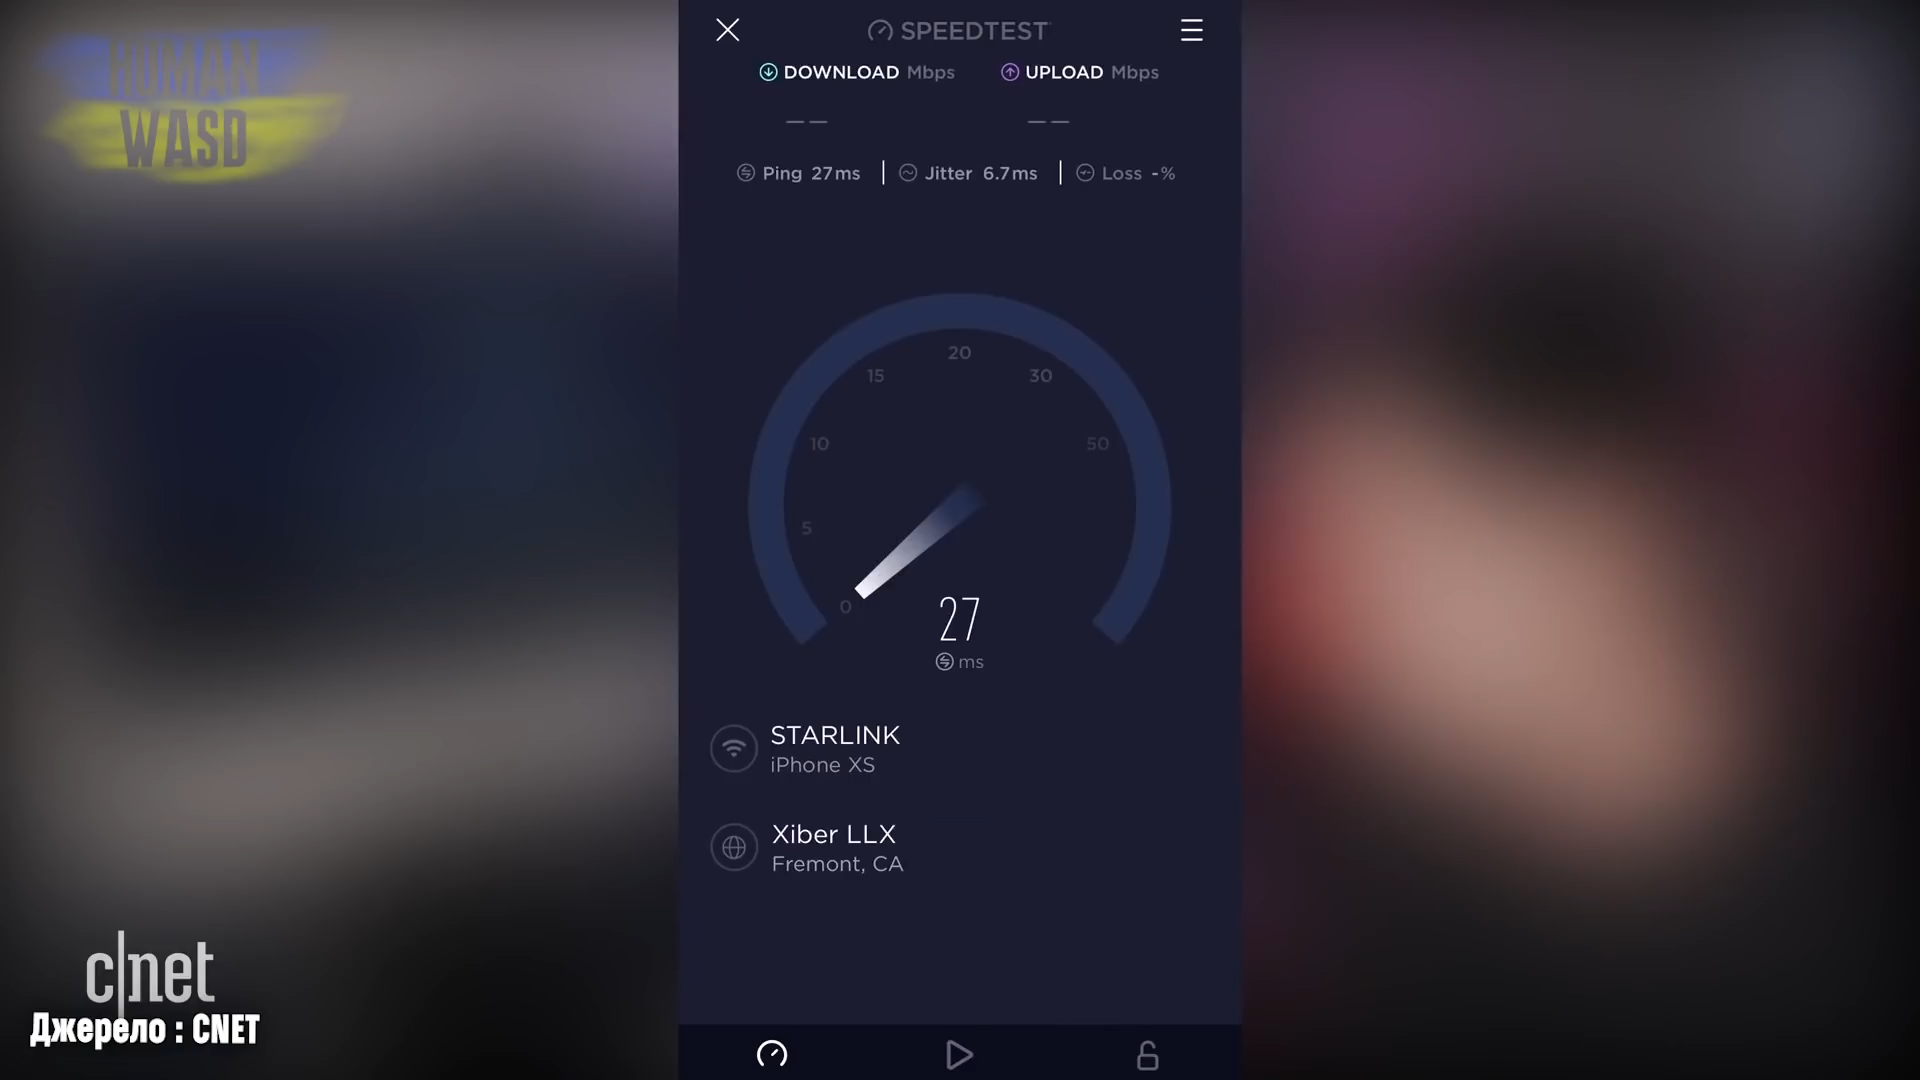 HUMAN
WASD
SPEEDTEST
DOWNLOAD Mbps
UPLOAD Mbps
— —
— —
Ping 27ms
Jitter 6.7ms
Loss -%
20
15
30
10
50
5
0
27
ms
STARLINK
iPhone XS
Xiber LLX
Fremont, CA
c|net
Джерело : CNET